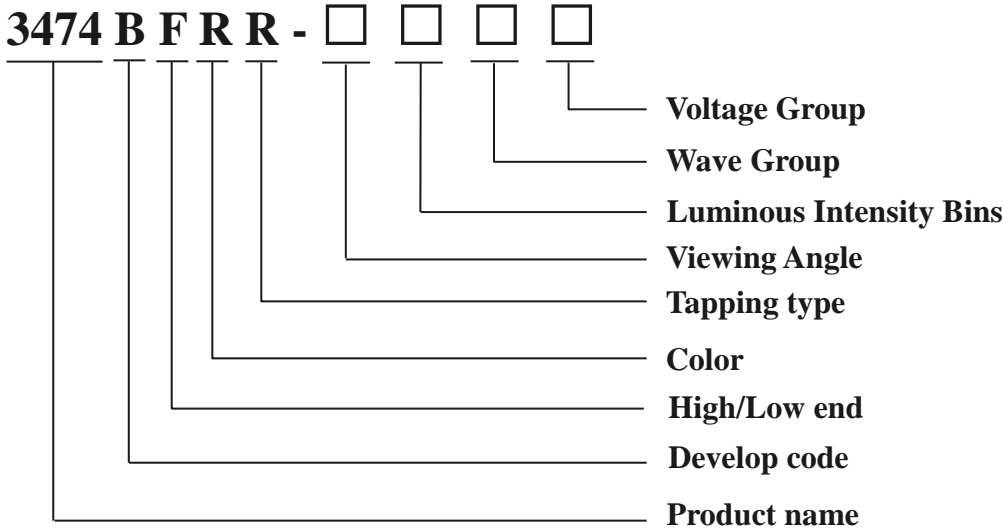 3474 B F R R - □ □ □ □
Voltage Group
Wave Group
Luminous Intensity Bins
Viewing Angle
Tapping type
Color
High/Low end
Develop code
Product name